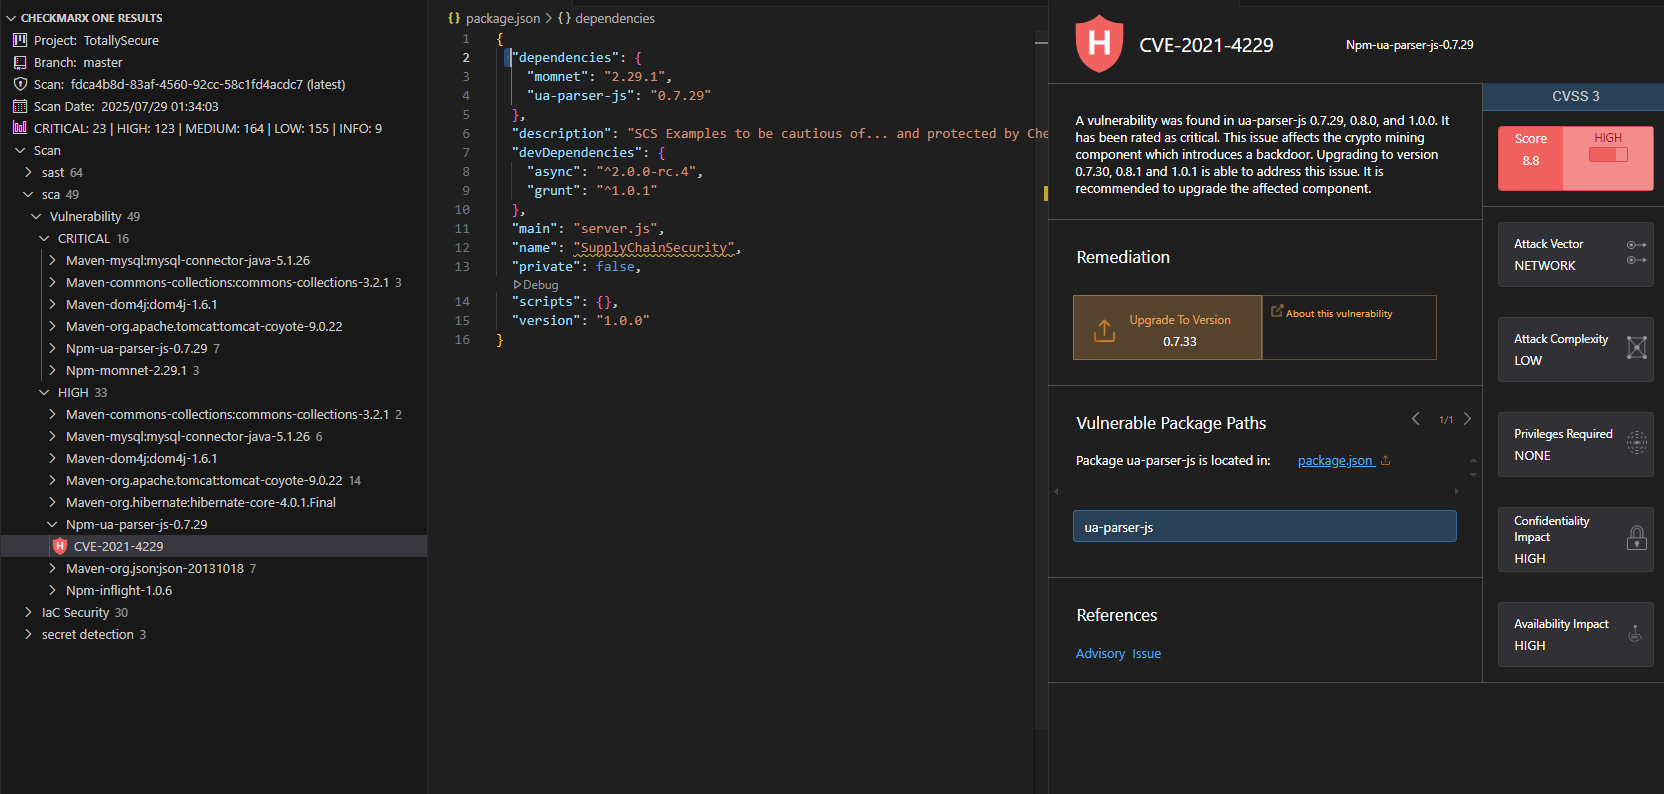 CHECKMARX ONE RESULTS
Project: TotallySecure
Branch: master
Scan: fdca4b8d-83af-4560-92cc-58c1fd4acdc7 (latest)
Scan Date: 2025/07/29 01:34:03
CRITICAL: 23 | HIGH: 123 | MEDIUM: 164 | LOW: 155 | INFO: 9
Scan
sast 64
sca 49
Vulnerability 49
CRITICAL 16
Maven-mysql:mysql-connector-java-5.1.26
Maven-commons-collections:commons-collections-3.2.1 3
Maven-dom4j:dom4j-1.6.1
Maven-org.apache.tomcat:tomcat-coyote-9.0.22
Npm-ua-parser-js-0.7.29 7
Npm-momnet-2.29.1 3
HIGH 33
Maven-commons-collections:commons-collections-3.2.1 2
Maven-mysql:mysql-connector-java-5.1.26 6
Maven-dom4j:dom4j-1.6.1
Maven-org.apache.tomcat:tomcat-coyote-9.0.22 14
Maven-org.hibernate:hibernate-core-4.0.1.Final
Npm-ua-parser-js-0.7.29
H CVE-2021-4229
Maven-org.json:json-20131018 7
Npm-inflight-1.0.6
IaC Security 30
secret detection 3
{} package.json > {} dependencies
1 {
2 "dependencies": {
3 "momnet": "2.29.1",
4 "ua-parser-js": "0.7.29"
5 },
6 "description": "SCS Examples to be cautious of... and protected by Che
7 "devDependencies": {
8 "async": "^2.0.0-rc.4",
9 "grunt": "^1.0.1"
10 },
11 "main": "server.js",
12 "name": "SupplyChainSecurity",
13 "private": false,
Debug
14 "scripts": {},
15 "version": "1.0.0"
16 }
H CVE-2021-4229
Npm-ua-parser-js-0.7.29
A vulnerability was found in ua-parser-js 0.7.29, 0.8.0, and 1.0.0. It
has been rated as critical. This issue affects the crypto mining
component which introduces a backdoor. Upgrading to version
0.7.30, 0.8.1 and 1.0.1 is able to address this issue. It is
recommended to upgrade the affected component.
Remediation
Upgrade To Version
0.7.33
About this vulnerability
Vulnerable Package Paths
1/1
Package ua-parser-js is located in: package.json
ua-parser-js
References
Advisory Issue
CVSS 3
Score
8.8
HIGH
Attack Vector
NETWORK
Attack Complexity
LOW
Privileges Required
NONE
Confidentiality
Impact
HIGH
Availability Impact
HIGH